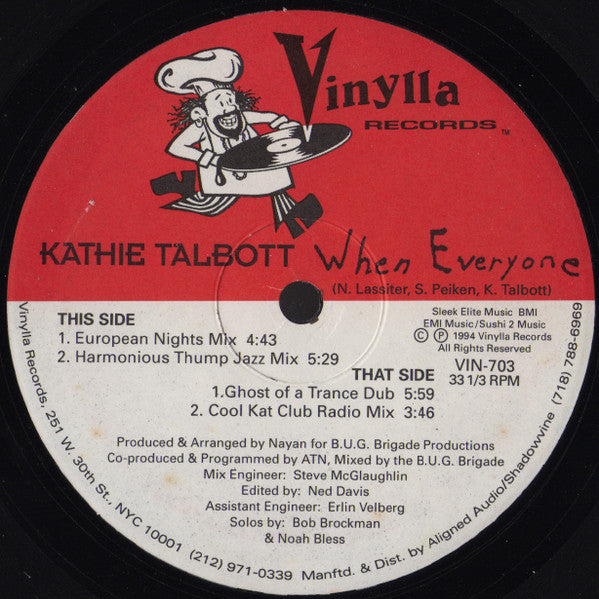 Vinylla
RECORDS™
KATHIE TALBOTT When Everyone
(N. Lassiter, S. Peiken, K. Talbott)
THIS SIDE
1. European Nights Mix 4:43
2. Harmonious Thump Jazz Mix 5:29
Sleek Elite Music BMI
EMI Music/Sushi 2 Music
© ℗ 1994 Vinylla Records
All Rights Reserved
VIN-703
33 1/3 RPM
THAT SIDE
1.Ghost of a Trance Dub 5:59
2. Cool Kat Club Radio Mix 3:46
Produced & Arranged by Nayan for B.U.G. Brigade Productions
Co-produced & Programmed by ATN, Mixed by the B.U.G. Brigade
Mix Engineer: Steve McGlaughlin
Edited by: Ned Davis
Assistant Engineer: Erlin Velberg
Solos by: Bob Brockman
& Noah Bless
Vinylla Records, 251 W. 30th St., NYC 10001 (212) 971-0339 Manftd. & Dist. by Aligned Audio/Shadowvine (718) 788-6969